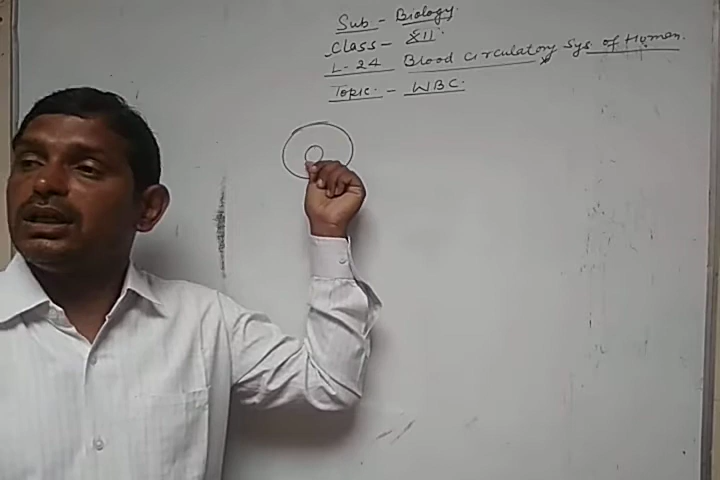 Sub - Biology.
Class - XII.
L-24 Blood Circulatory Sys. of Human.
Topic. - WBC.